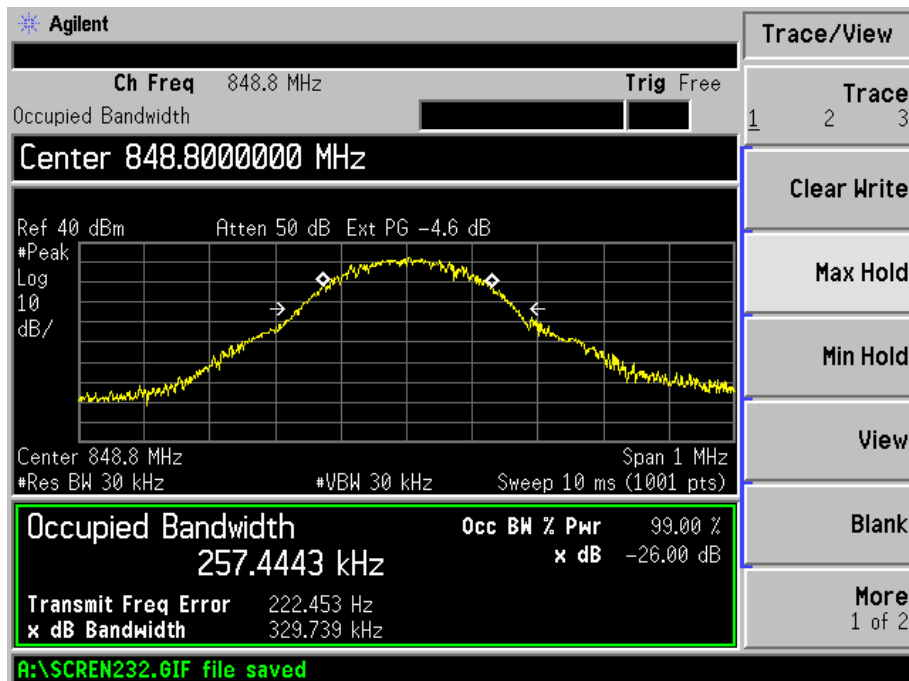 Agilent
Trace/View
Ch Freq 848.8 MHz Trig Free
Occupied Bandwidth
Center 848.8000000 MHz
Ref 40 dBm Atten 50 dB Ext PG -4.6 dB
#Peak
Log
10
dB/
Center 848.8 MHz Span 1 MHz
#Res BW 30 kHz #VBW 30 kHz Sweep 10 ms (1001 pts)
Occupied Bandwidth Occ BW % Pwr 99.00 %
257.4443 kHz x dB -26.00 dB
Transmit Freq Error 222.453 Hz
x dB Bandwidth 329.739 kHz
A:\SCREN232.GIF file saved
Trace
1 2 3
Clear Write
Max Hold
Min Hold
View
Blank
More
1 of 2